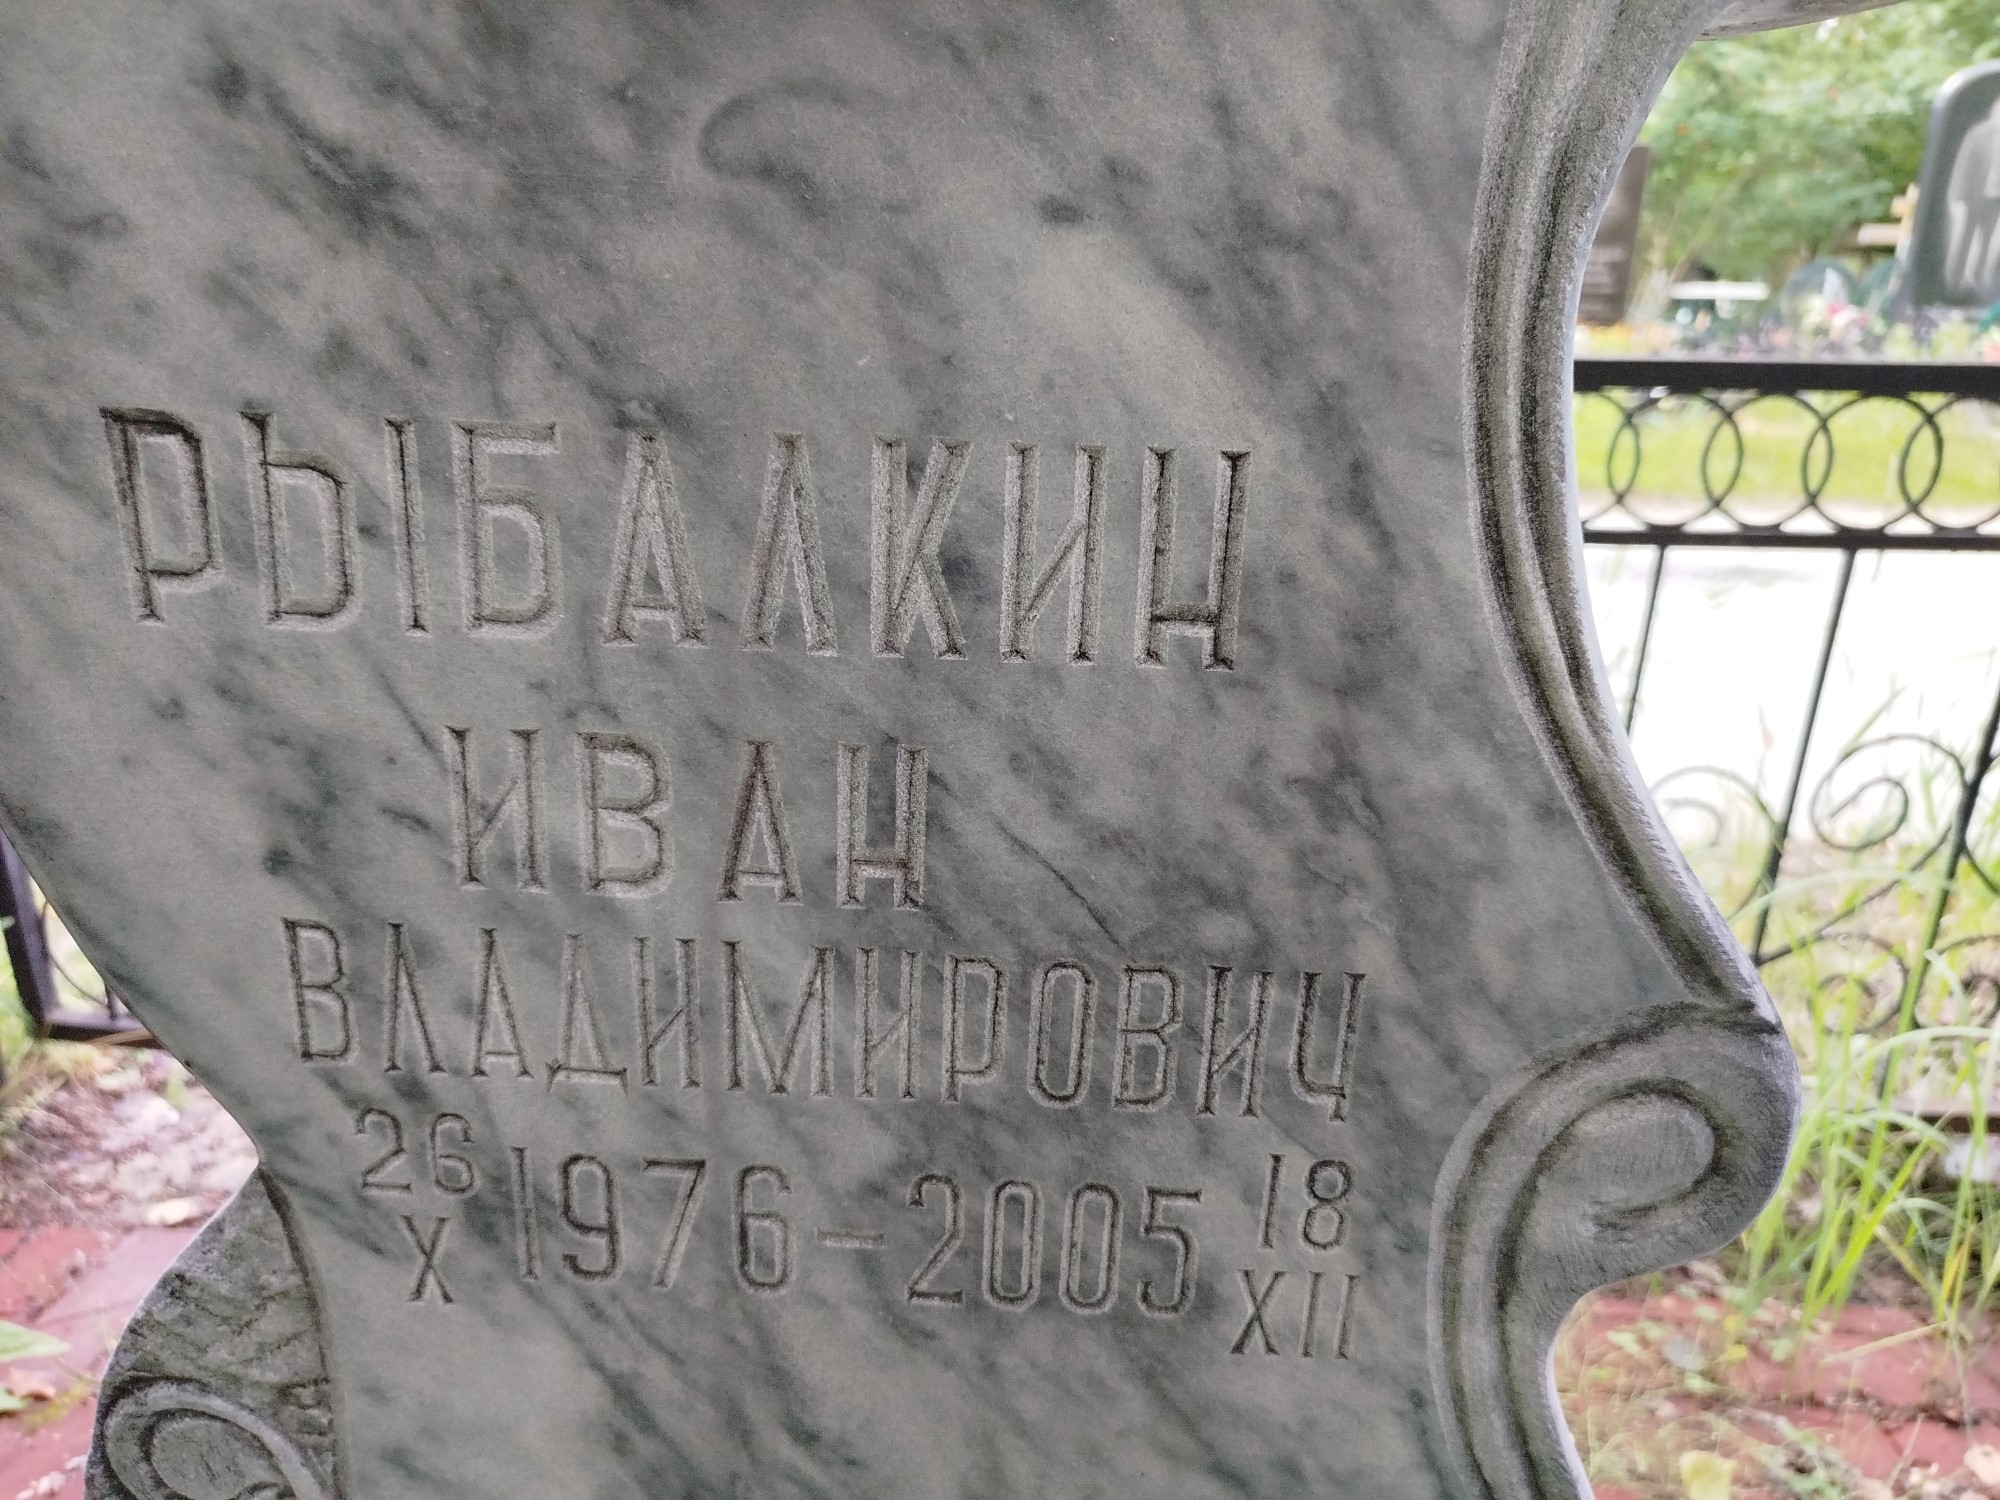 РЫБАЛКИН
ИВАН
ВЛАДИМИРОВИЧ
26 X 1976-2005 18 XII